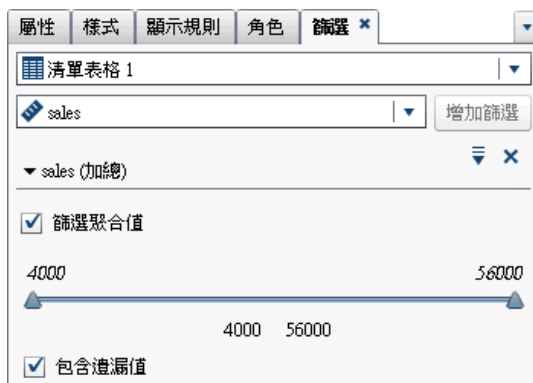 屬性 樣式 顯示規則 角色 篩選
清單表格 1
sales 增加篩選
sales (加總)
篩選聚合值
4000 56000
4000 56000
包含遺漏值